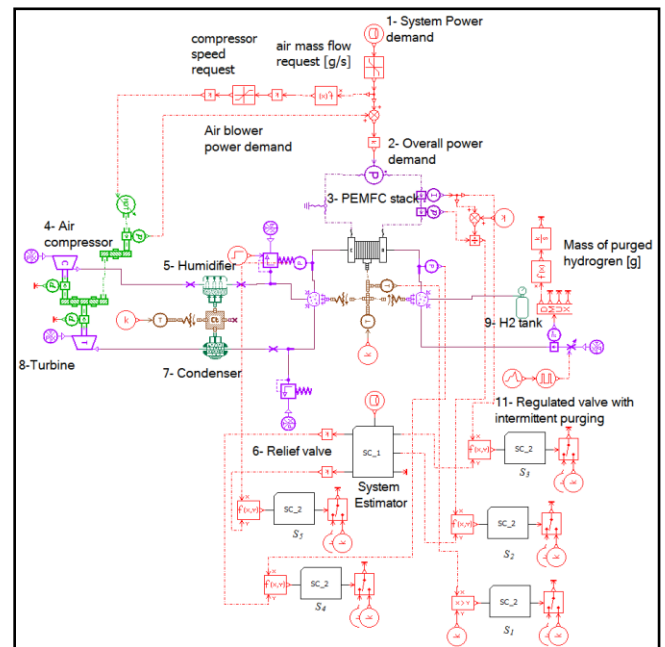 1- System Power
demand
compressor
speed
request
air mass flow
request [g/s]
Air blower
power demand
2- Overall power
demand
3- PEMFC stack
4- Air
compressor
5- Humidifier
Mass of purged
hydrogren [g]
9- H2 tank
8-Turbine
7- Condenser
11- Regulated valve with
intermittent purging
6- Relief valve
SC_1
System
Estimator
f(x,y)
SC_2
S3
f(x,y)
SC_2
S5
f(x,y)
SC_2
S2
f(x,y)
SC_2
S4
x > y
SC_2
S1